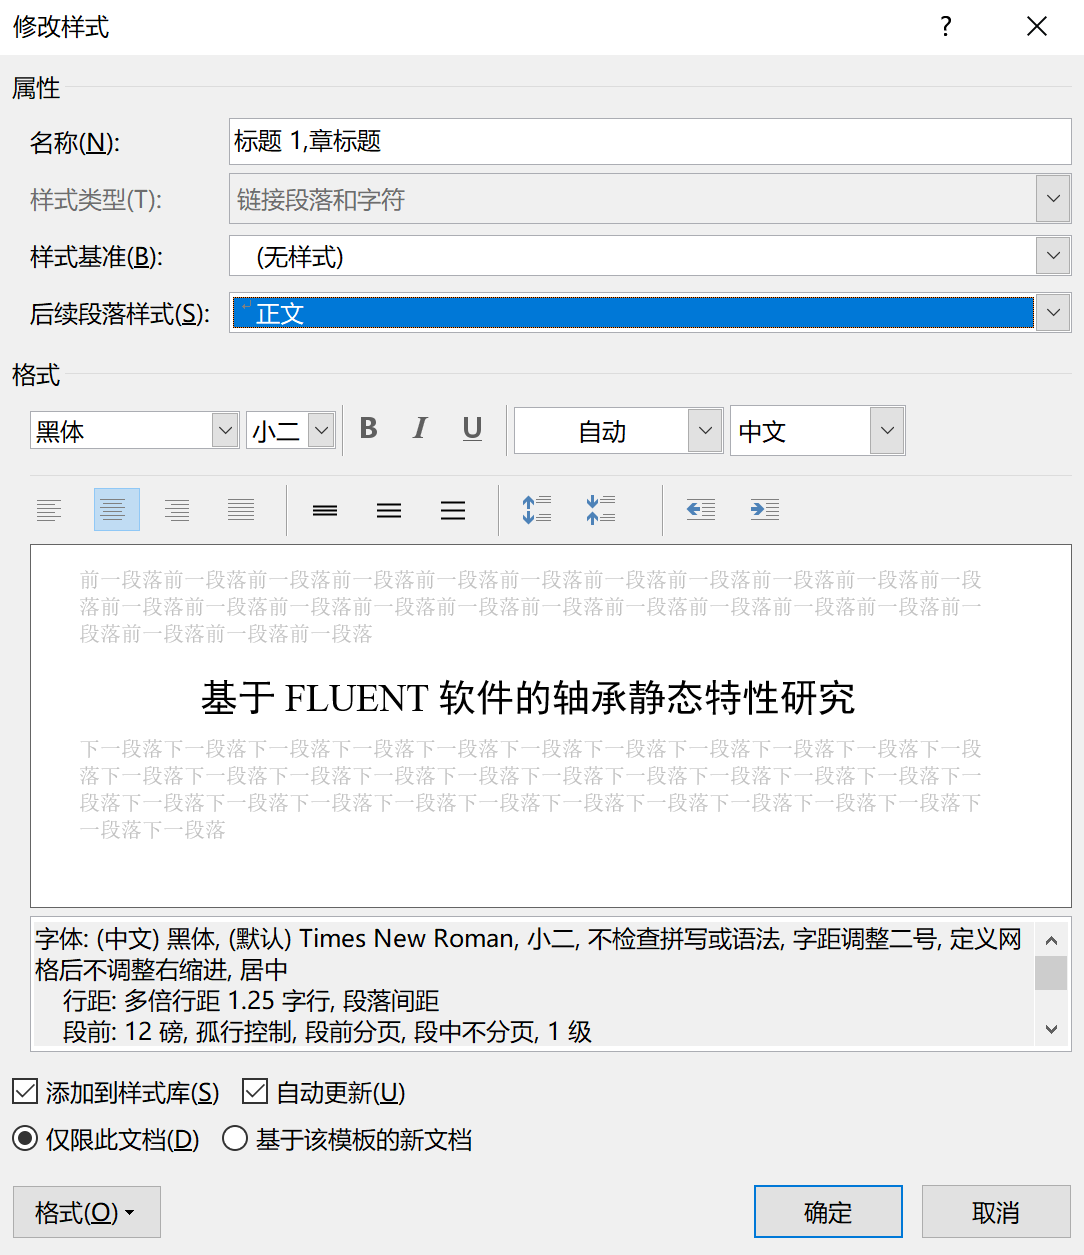 修改样式
?
属性
名称(N):
标题 1,章标题
样式类型(T):
链接段落和字符
样式基准(B):
(无样式)
后续段落样式(S):
正文
格式
黑体
小二
B
I
U
自动
中文
前一段落前一段落前一段落前一段落前一段落前一段落前一段落前一段落前一段落前一段落前一段
落前一段落前一段落前一段落前一段落前一段落前一段落前一段落前一段落前一段落前一段落前一
段落前一段落前一段落前一段落
基于 FLUENT 软件的轴承静态特性研究
下一段落下一段落下一段落下一段落下一段落下一段落下一段落下一段落下一段落下一段落下一段
落下一段落下一段落下一段落下一段落下一段落下一段落下一段落下一段落下一段落下一段落下一
段落下一段落下一段落下一段落下一段落下一段落下一段落下一段落下一段落下一段落下一段落下
一段落下一段落
字体: (中文) 黑体, (默认) Times New Roman, 小二, 不检查拼写或语法, 字距调整二号, 定义网
格后不调整右缩进, 居中
行距: 多倍行距 1.25 字行, 段落间距
段前: 12 磅, 孤行控制, 段前分页, 段中不分页, 1 级
添加到样式库(S)
自动更新(U)
仅限此文档(D)
基于该模板的新文档
格式(O)
确定
取消